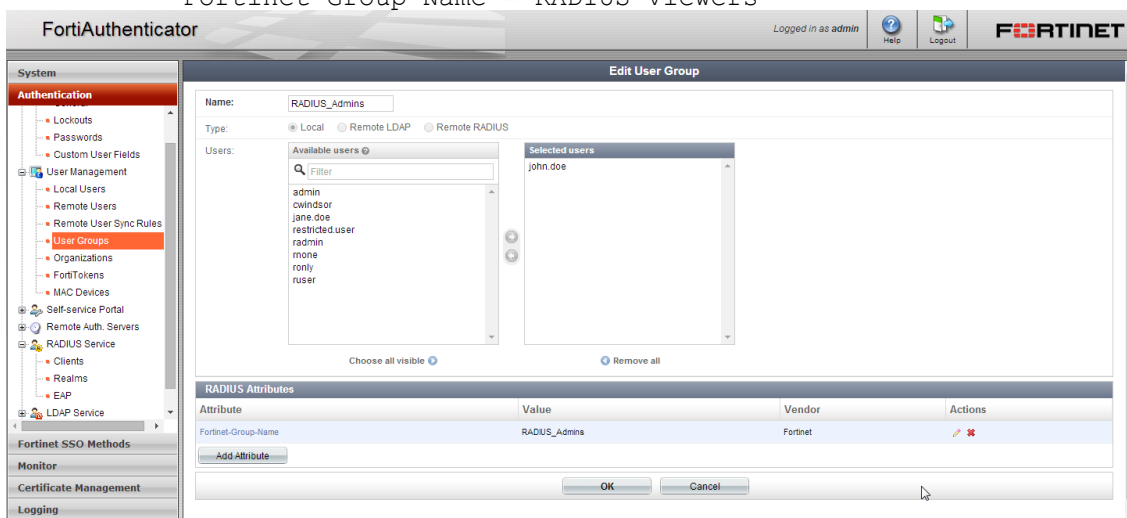 Fortinet-Group-Name = RADIUS Viewers
FortiAuthenticator
Logged in as admin
Help
Logout
FORTINET
System
Authentication
Lockouts
Passwords
Custom User Fields
User Management
Local Users
Remote Users
Remote User Sync Rules
User Groups
Organizations
FortiTokens
MAC Devices
Self-service Portal
Remote Auth. Servers
RADIUS Service
Clients
Realms
EAP
LDAP Service
Fortinet SSO Methods
Monitor
Certificate Management
Logging
Edit User Group
Name: RADIUS_Admins
Type: Local Remote LDAP Remote RADIUS
Users:
Available users
Filter
admin
cwindsor
jane.doe
restricted.user
radmin
rnone
ronly
ruser
Choose all visible
Selected users
john.doe
Remove all
RADIUS Attributes
Attribute Value Vendor Actions
Fortinet-Group-Name RADIUS_Admins Fortinet
Add Attribute
OK Cancel